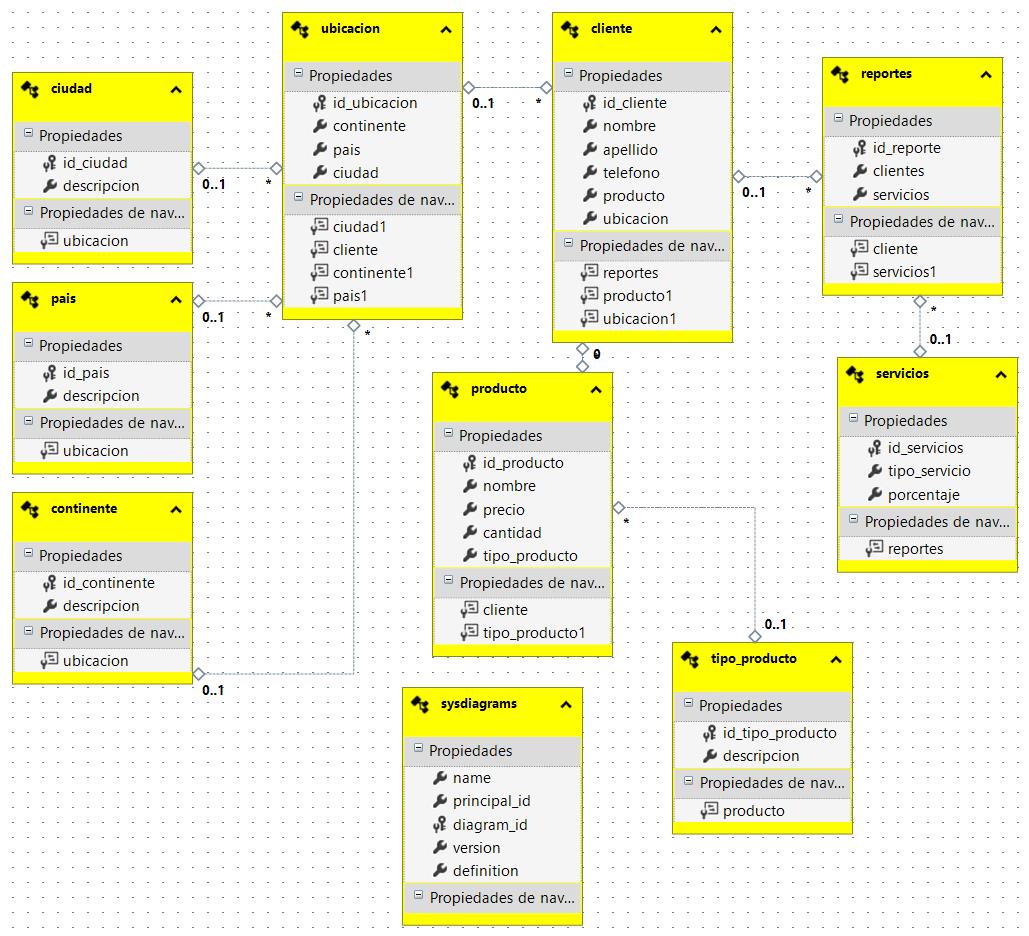 ciudad
Propiedades
id_ciudad
descripcion
Propiedades de nav...
ubicacion
0..1
*
pais
Propiedades
id_pais
descripcion
Propiedades de nav...
ubicacion
0..1
*
continente
Propiedades
id_continente
descripcion
Propiedades de nav...
ubicacion
0..1
*
ubicacion
Propiedades
id_ubicacion
continente
pais
ciudad
Propiedades de nav...
ciudad1
cliente
continente1
pais1
0..1
*
cliente
Propiedades
id_cliente
nombre
apellido
telefono
producto
ubicacion
Propiedades de nav...
reportes
producto1
ubicacion1
0..1
*
reportes
Propiedades
id_reporte
clientes
servicios
Propiedades de nav...
cliente
servicios1
*
0..1
servicios
Propiedades
id_servicios
tipo_servicio
porcentaje
Propiedades de nav...
reportes
producto
Propiedades
id_producto
nombre
precio
cantidad
tipo_producto
Propiedades de nav...
cliente
tipo_producto1
*
0..1
tipo_producto
Propiedades
id_tipo_producto
descripcion
Propiedades de nav...
producto
sysdiagrams
Propiedades
name
principal_id
diagram_id
version
definition
Propiedades de nav...